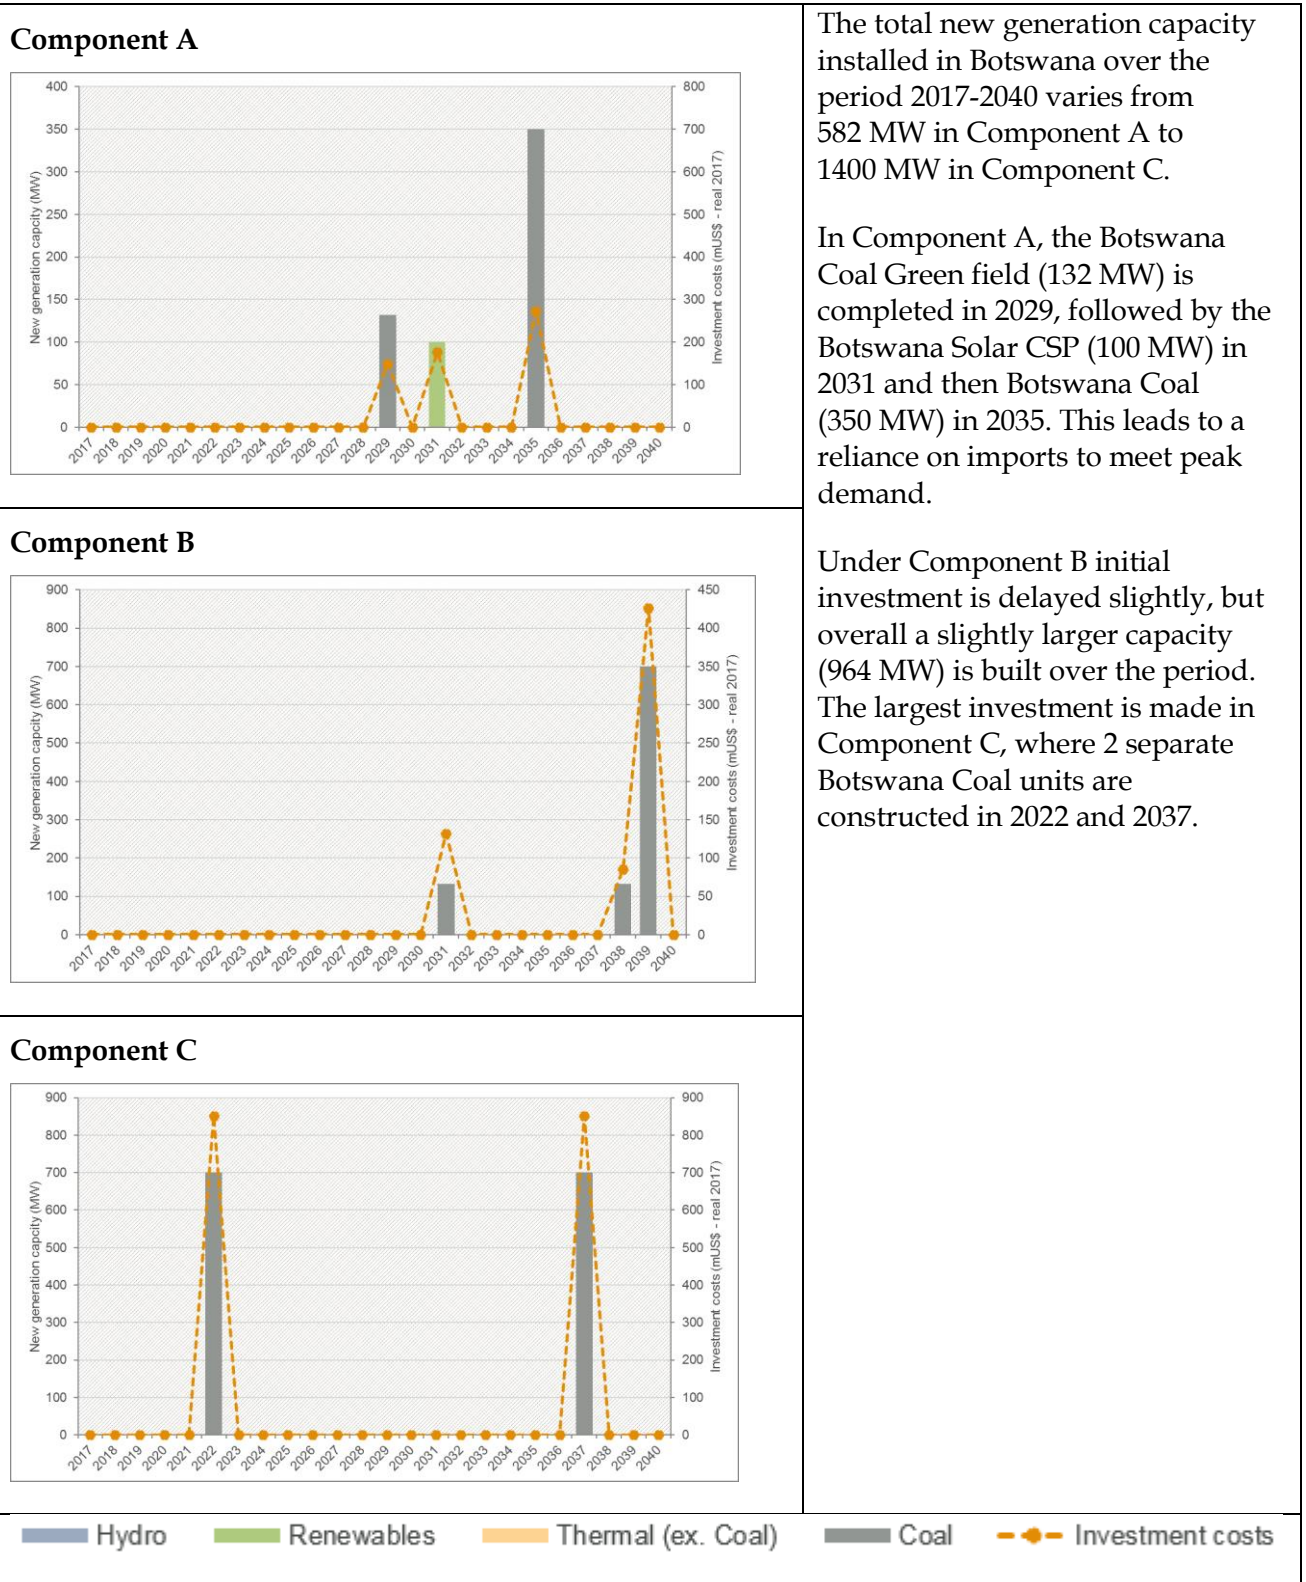 Component A
400
350
300
250
200
150
100
50
0
New generation capcity (MW)
800
700
600
500
400
300
200
100
0
Investment costs (mUS$ - real 2017)
2017 2018 2019 2020 2021 2022 2023 2024 2025 2026 2027 2028 2029 2030 2031 2032 2033 2034 2035 2036 2037 2038 2039 2040
Component B
900
800
700
600
500
400
300
200
100
0
New generation capcity (MW)
450
400
350
300
250
200
150
100
50
0
Investment costs (mUS$ - real 2017)
2017 2018 2019 2020 2021 2022 2023 2024 2025 2026 2027 2028 2029 2030 2031 2032 2033 2034 2035 2036 2037 2038 2039 2040
Component C
900
800
700
600
500
400
300
200
100
0
New generation capcity (MW)
900
800
700
600
500
400
300
200
100
0
Investment costs (mUS$ - real 2017)
2017 2018 2019 2020 2021 2022 2023 2024 2025 2026 2027 2028 2029 2030 2031 2032 2033 2034 2035 2036 2037 2038 2039 2040
The total new generation capacity
installed in Botswana over the
period 2017-2040 varies from
582 MW in Component A to
1400 MW in Component C.
In Component A, the Botswana
Coal Green field (132 MW) is
completed in 2029, followed by the
Botswana Solar CSP (100 MW) in
2031 and then Botswana Coal
(350 MW) in 2035. This leads to a
reliance on imports to meet peak
demand.
Under Component B initial
investment is delayed slightly, but
overall a slightly larger capacity
(964 MW) is built over the period.
The largest investment is made in
Component C, where 2 separate
Botswana Coal units are
constructed in 2022 and 2037.
Hydro Renewables Thermal (ex. Coal) Coal Investment costs